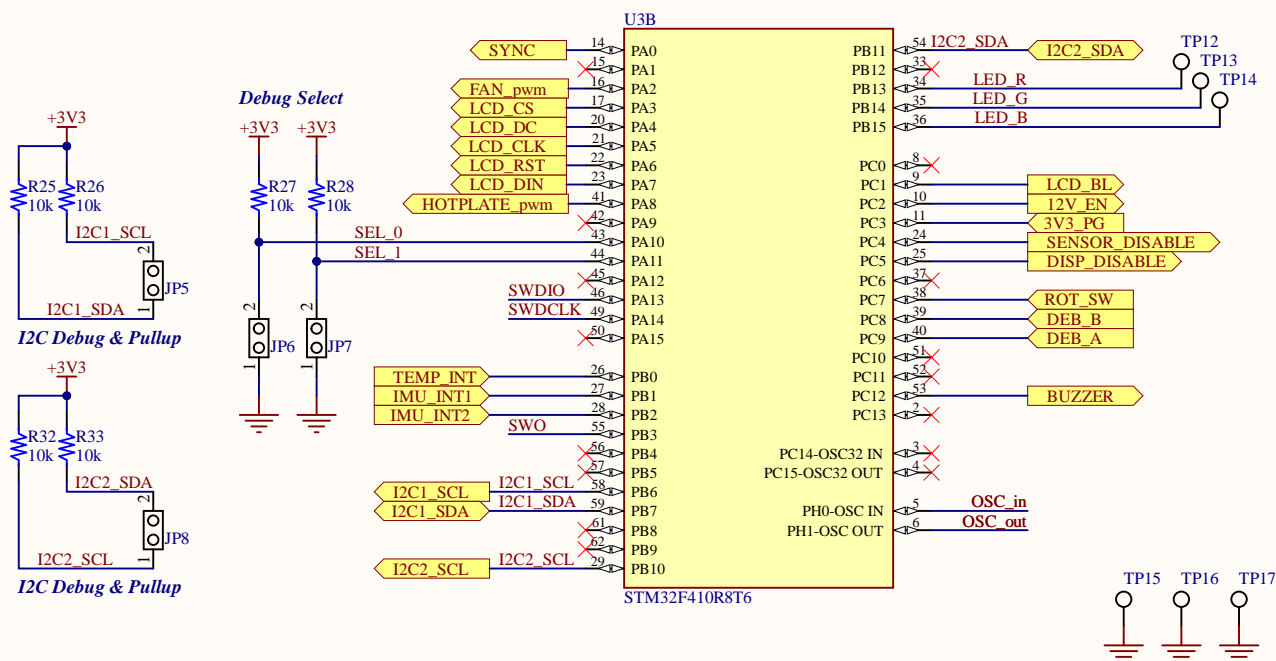 U3B
SYNC 14 PA0 PB11 54 I2C2_SDA I2C2_SDA
15 PA1 PB12 33
TP12
FAN_pwm 16 PA2 PB13 34 LED_R
TP13
LCD_CS 17 PA3 PB14 35 LED_G
TP14
LCD_DC 20 PA4 PB15 36 LED_B
LCD_CLK 21 PA5
LCD_RST 22 PA6 PC0 8
LCD_DIN 23 PA7 PC1 9 LCD_BL
HOTPLATE_pwm 41 PA8 PC2 10 12V_EN
42 PA9 PC3 11 3V3_PG
SEL_0 43 PA10 PC4 24 SENSOR_DISABLE
SEL_1 44 PA11 PC5 25 DISP_DISABLE
45 PA12 PC6 37
SWDIO 46 PA13 PC7 38 ROT_SW
SWDCLK 49 PA14 PC8 39 DEB_B
50 PA15 PC9 40 DEB_A
PC10 51
TEMP_INT 26 PB0 PC11 52
IMU_INT1 27 PB1 PC12 53 BUZZER
IMU_INT2 28 PB2 PC13 2
SWO 55 PB3
56 PB4 PC14-OSC32 IN 3
57 PB5 PC15-OSC32 OUT 4
I2C1_SCL I2C1_SCL 58 PB6
I2C1_SDA I2C1_SDA 59 PB7 PH0-OSC IN 5 OSC_in
61 PB8 PH1-OSC OUT 6 OSC_out
62 PB9
I2C2_SCL I2C2_SCL 29 PB10
STM32F410R8T6
Debug Select
+3V3 +3V3
R27 R28
10k 10k
2 2
JP6 JP7
1 1
+3V3
R25 R26
10k 10k
I2C1_SCL
2
JP5
1
I2C1_SDA
I2C Debug & Pullup
+3V3
R32 R33
10k 10k
I2C2_SDA
2
JP8
1
I2C2_SCL
I2C Debug & Pullup
TP15 TP16 TP17